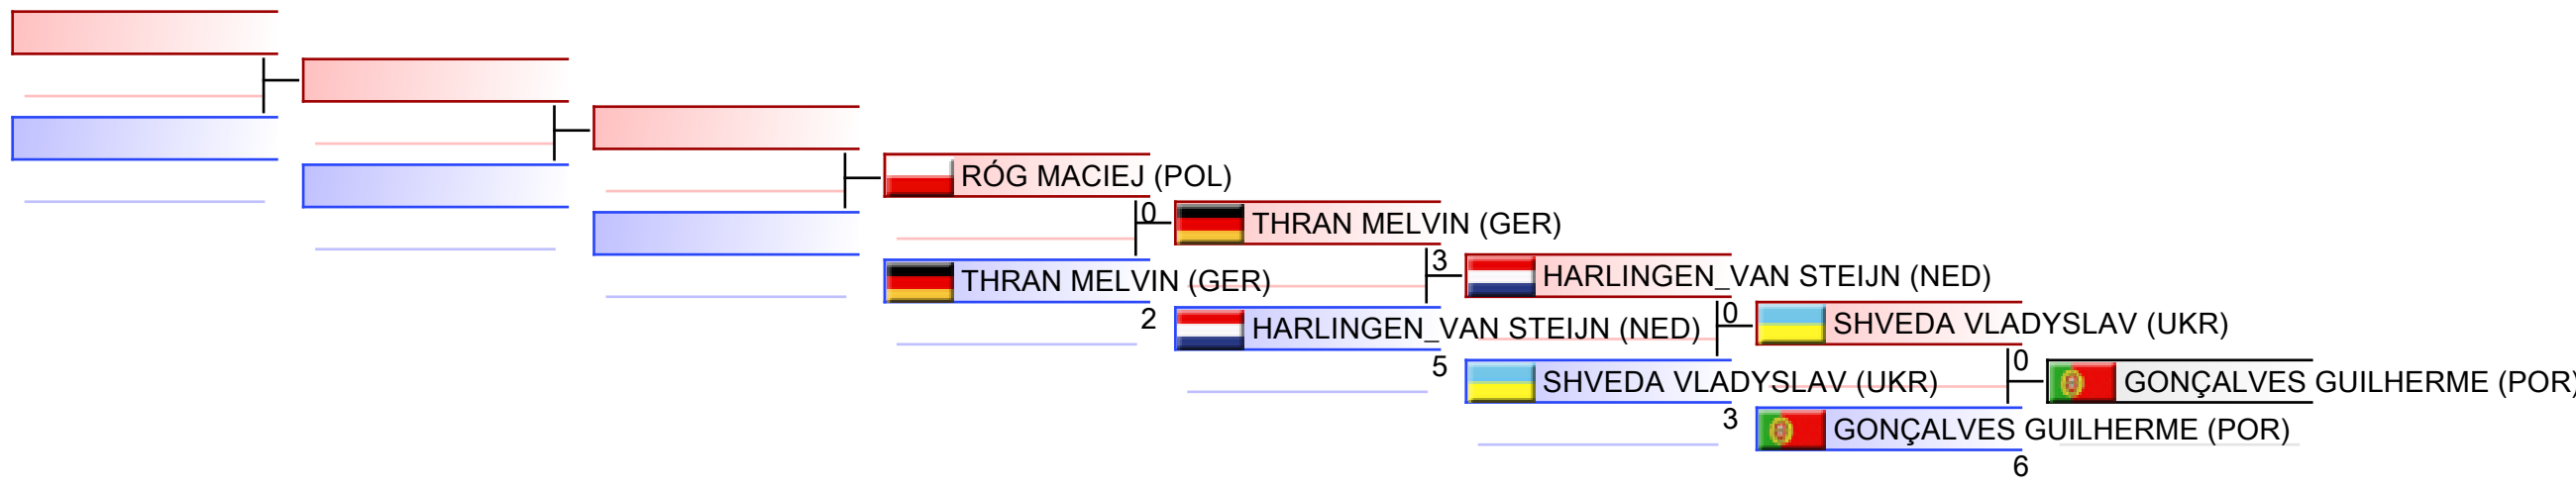 RÓG MACIEJ (POL)
0
THRAN MELVIN (GER)
THRAN MELVIN (GER)
2
3
HARLINGEN_VAN STEIJN (NED)
HARLINGEN_VAN STEIJN (NED)
5
0
SHVEDA VLADYSLAV (UKR)
SHVEDA VLADYSLAV (UKR)
3
0
GONÇALVES GUILHERME (POR)
GONÇALVES GUILHERME (POR)
6